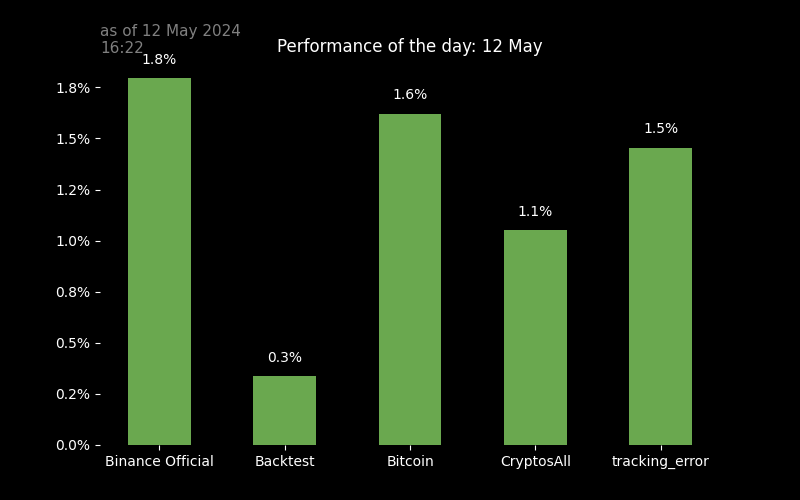 as of 12 May 2024
16:22
Performance of the day: 12 May
1.8%
0.3%
1.6%
1.1%
1.5%
1.8%
1.5%
1.2%
1.0%
0.8%
0.5%
0.2%
0.0%
Binance Official
Backtest
Bitcoin
CryptosAll
tracking_error